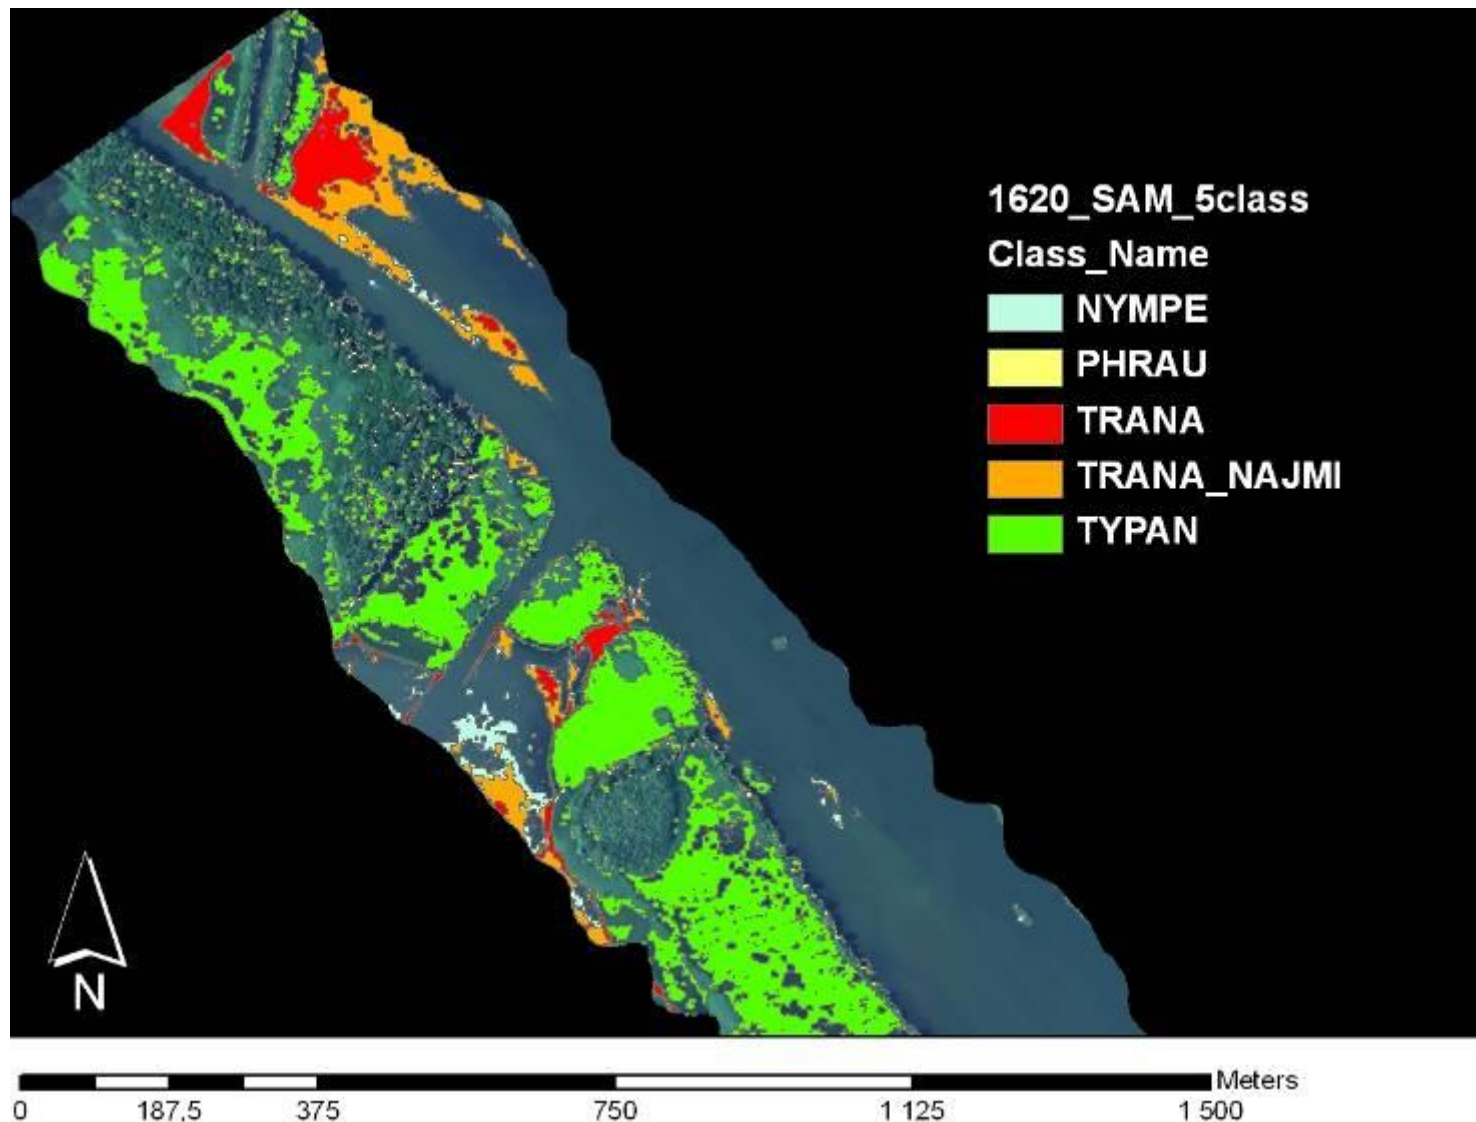 1620_SAM_5class
Class_Name
NYMPE
PHRAU
TRANA
TRANA_NAJMI
TYPAN
N
Meters
0 187,5 375 750 1 125 1 500